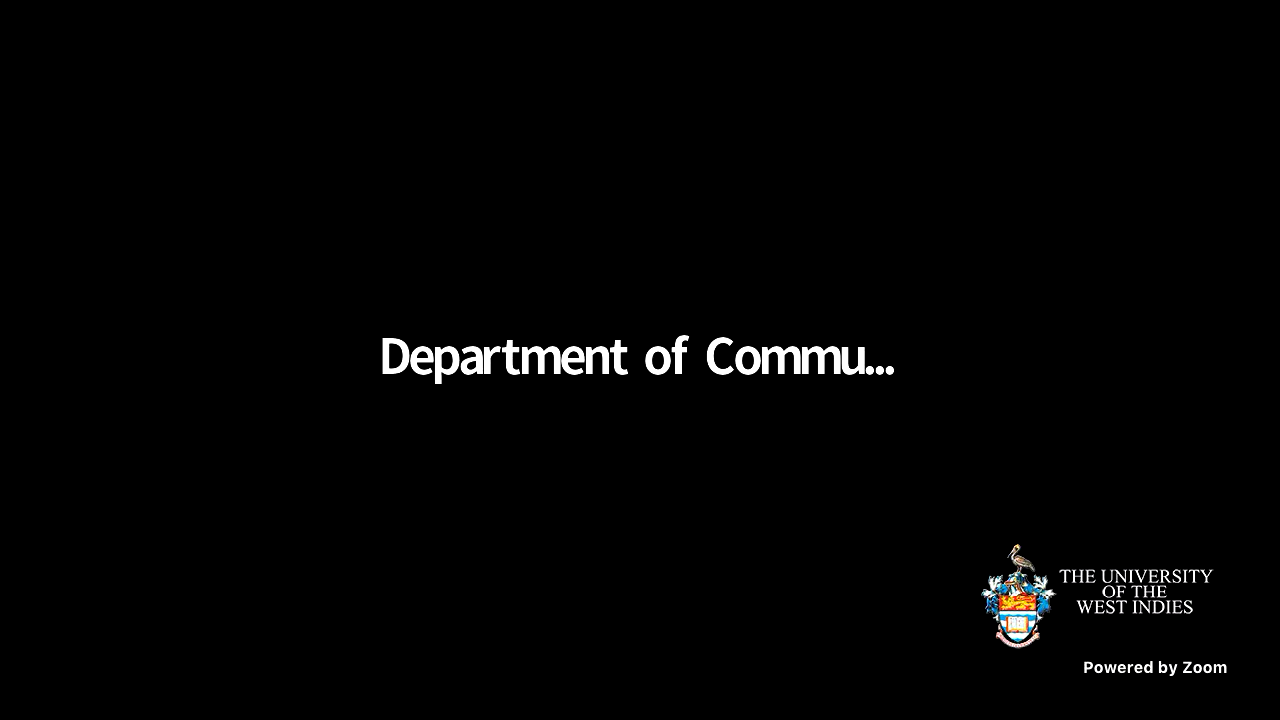 Department of Commu...
THE UNIVERSITY
OF THE
WEST INDIES
Powered by Zoom